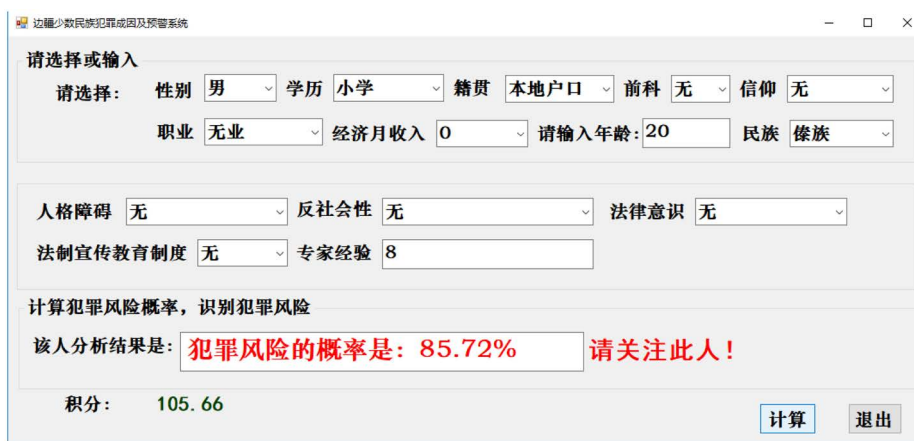 边疆少数民族犯罪成因及预警系统
请选择或输入
请选择： 性别 男 学历 小学 籍贯 本地户口 前科 无 信仰 无
职业 无业 经济月收入 0 请输入年龄: 20 民族 傣族
人格障碍 无 反社会性 无 法律意识 无
法制宣传教育制度 无 专家经验 8
计算犯罪风险概率，识别犯罪风险
该人分析结果是: 犯罪风险的概率是: 85.72% 请关注此人！
积分: 105.66
计算 退出